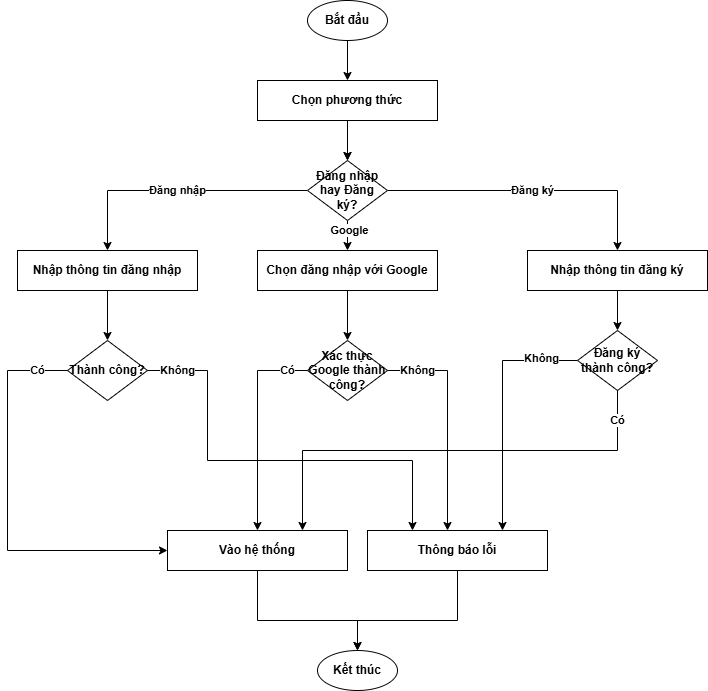 Bắt đầu
Chọn phương thức
Đăng nhập
hay Đăng
ký?
Đăng nhập
Đăng ký
Google
Nhập thông tin đăng nhập
Chọn đăng nhập với Google
Nhập thông tin đăng ký
Thành công?
Có
Không
Xác thực
Google thành
công?
Có
Không
Đăng ký
thành công?
Không
Có
Vào hệ thống
Thông báo lỗi
Kết thúc